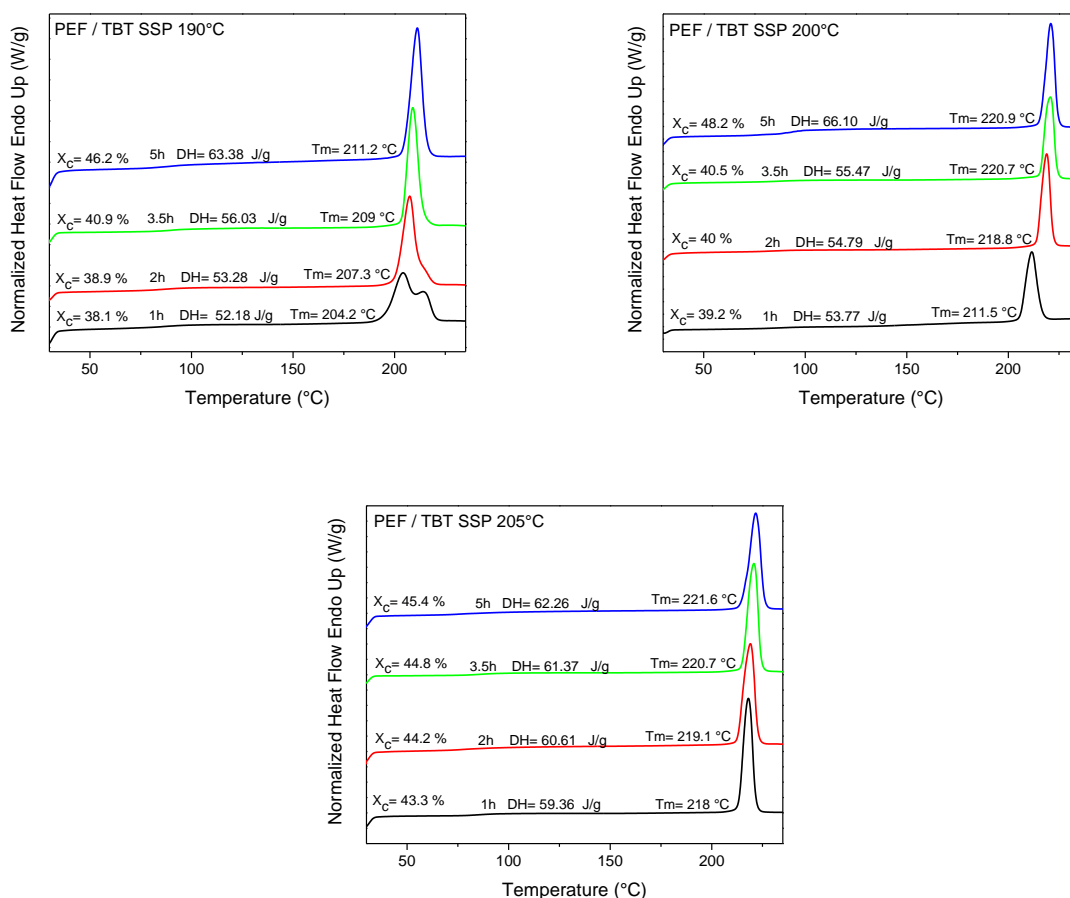 PEF / TBT SSP 190°C
Normalized Heat Flow Endo Up (W/g)
X_C= 46.2 % 5h DH= 63.38 J/g Tm= 211.2 °C
X_C= 40.9 % 3.5h DH= 56.03 J/g Tm= 209 °C
X_C= 38.9 % 2h DH= 53.28 J/g Tm= 207.3 °C
X_C= 38.1 % 1h DH= 52.18 J/g Tm= 204.2 °C
50 100 150 200
Temperature (°C)
PEF / TBT SSP 200°C
Normalized Heat Flow Endo Up (W/g)
X_C= 48.2 % 5h DH= 66.10 J/g Tm= 220.9 °C
X_C= 40.5 % 3.5h DH= 55.47 J/g Tm= 220.7 °C
X_C= 40 % 2h DH= 54.79 J/g Tm= 218.8 °C
X_C= 39.2 % 1h DH= 53.77 J/g Tm= 211.5 °C
50 100 150 200
Temperature (°C)
PEF / TBT SSP 205°C
Normalized Heat Flow Endo Up (W/g)
X_C= 45.4 % 5h DH= 62.26 J/g Tm= 221.6 °C
X_C= 44.8 % 3.5h DH= 61.37 J/g Tm= 220.7 °C
X_C= 44.2 % 2h DH= 60.61 J/g Tm= 219.1 °C
X_C= 43.3 % 1h DH= 59.36 J/g Tm= 218 °C
50 100 150 200
Temperature (°C)